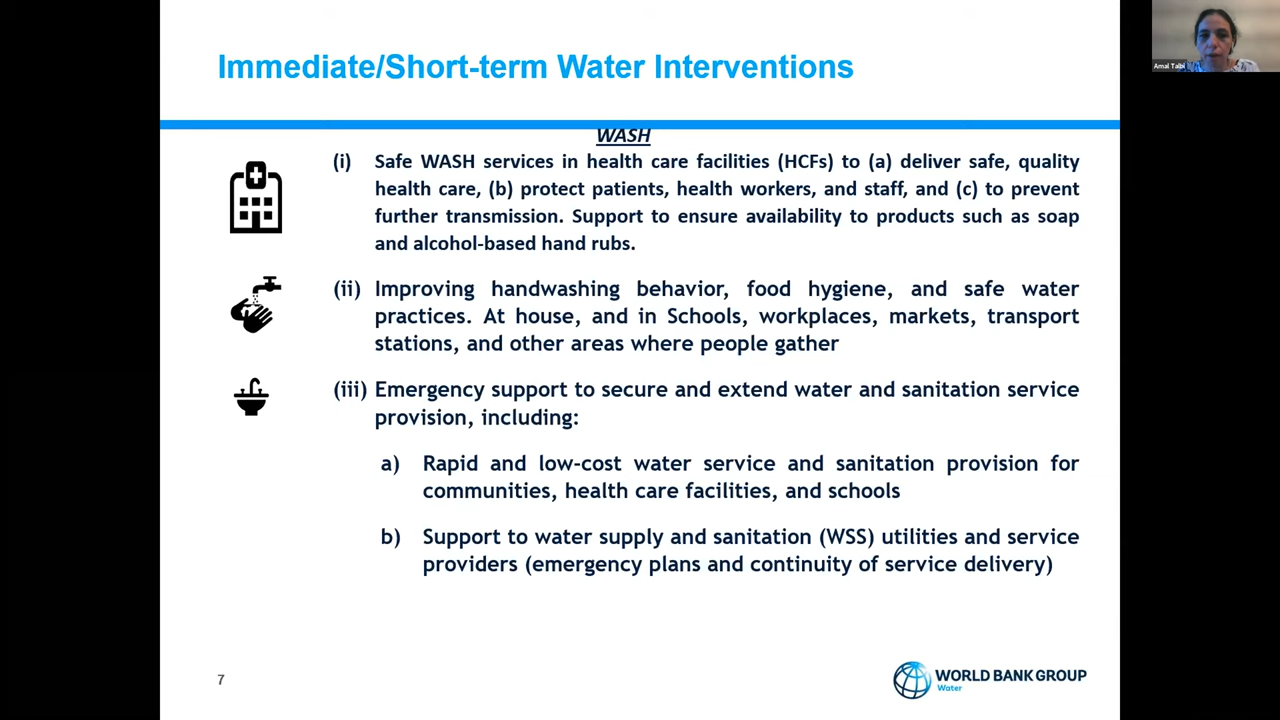 Immediate/Short-term Water Interventions
Amal Talbi
WASH
(i) Safe WASH services in health care facilities (HCFs) to (a) deliver safe, quality
health care, (b) protect patients, health workers, and staff, and (c) to prevent
further transmission. Support to ensure availability to products such as soap
and alcohol-based hand rubs.
(ii) Improving handwashing behavior, food hygiene, and safe water
practices. At house, and in Schools, workplaces, markets, transport
stations, and other areas where people gather
(iii) Emergency support to secure and extend water and sanitation service
provision, including:
a) Rapid and low-cost water service and sanitation provision for
communities, health care facilities, and schools
b) Support to water supply and sanitation (WSS) utilities and service
providers (emergency plans and continuity of service delivery)
7
WORLD BANK GROUP
Water